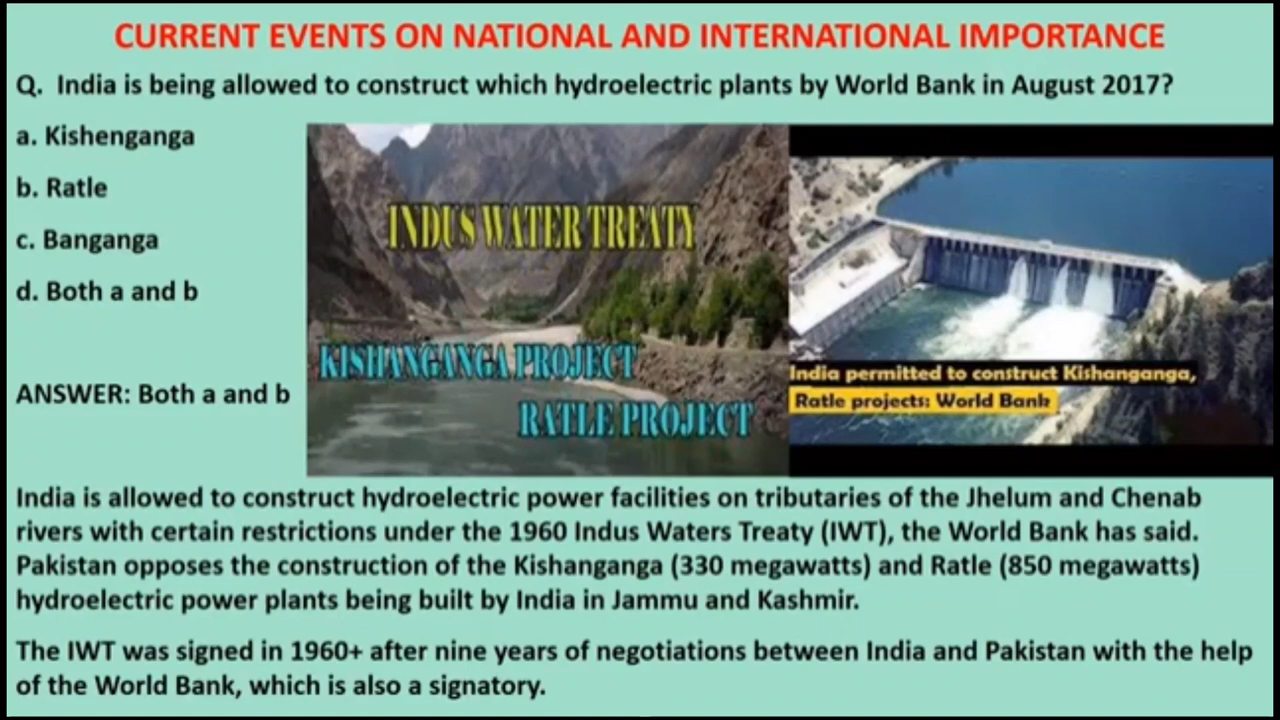 CURRENT EVENTS ON NATIONAL AND INTERNATIONAL IMPORTANCE
Q. India is being allowed to construct which hydroelectric plants by World Bank in August 2017?
a. Kishenganga
b. Ratle
c. Banganga
d. Both a and b
ANSWER: Both a and b
INDUS WATER TREATY
KISHANGANGA PROJECT
RATLE PROJECT
India permitted to construct Kishanganga,
Ratle projects: World Bank
India is allowed to construct hydroelectric power facilities on tributaries of the Jhelum and Chenab
rivers with certain restrictions under the 1960 Indus Waters Treaty (IWT), the World Bank has said.
Pakistan opposes the construction of the Kishanganga (330 megawatts) and Ratle (850 megawatts)
hydroelectric power plants being built by India in Jammu and Kashmir.
The IWT was signed in 1960+ after nine years of negotiations between India and Pakistan with the help
of the World Bank, which is also a signatory.